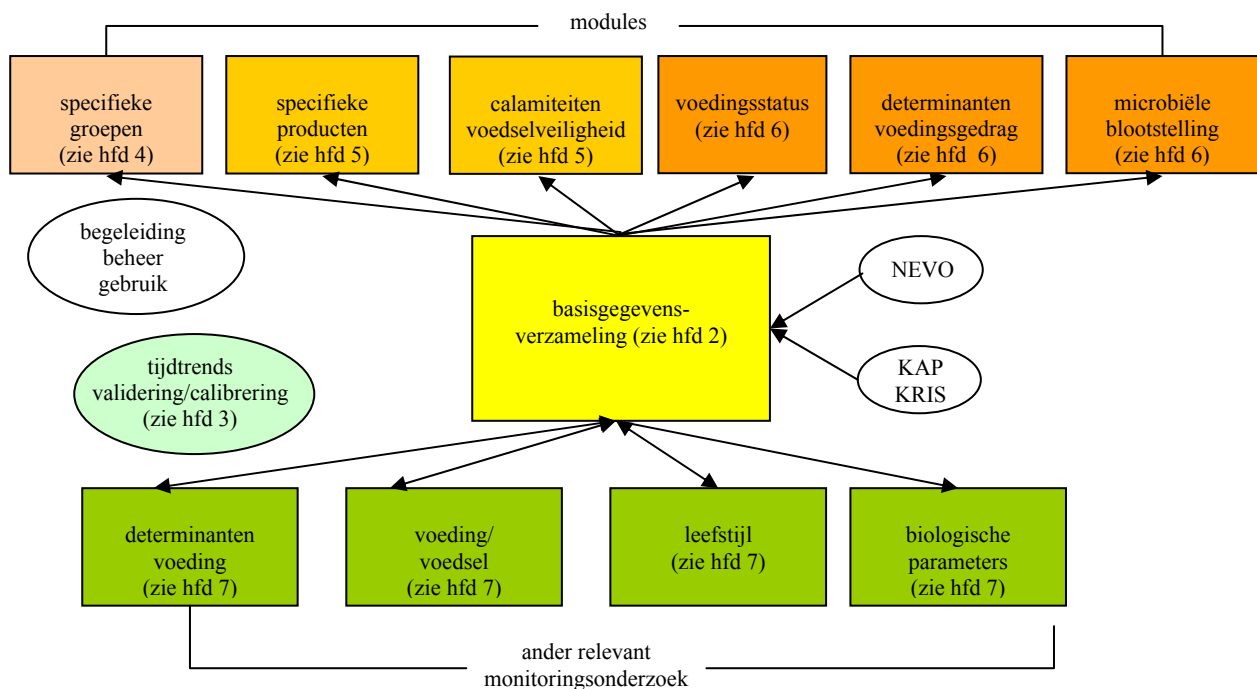 modules
specifieke
groepen
(zie hfd 4)
specifieke
producten
(zie hfd 5)
calamiteiten
voedselveiligheid
(zie hfd 5)
voedingsstatus
(zie hfd 6)
determinanten
voedingsgedrag
(zie hfd 6)
microbiële
blootstelling
(zie hfd 6)
begeleiding
beheer
gebruik
basisgegevens-
verzameling (zie hfd 2)
NEVO
KAP
KRIS
tijdtrends
validering/calibrering
(zie hfd 3)
determinanten
voeding
(zie hfd 7)
voeding/
voedsel
(zie hfd 7)
leefstijl
(zie hfd 7)
biologische
parameters
(zie hfd 7)
ander relevant
monitoringsonderzoek